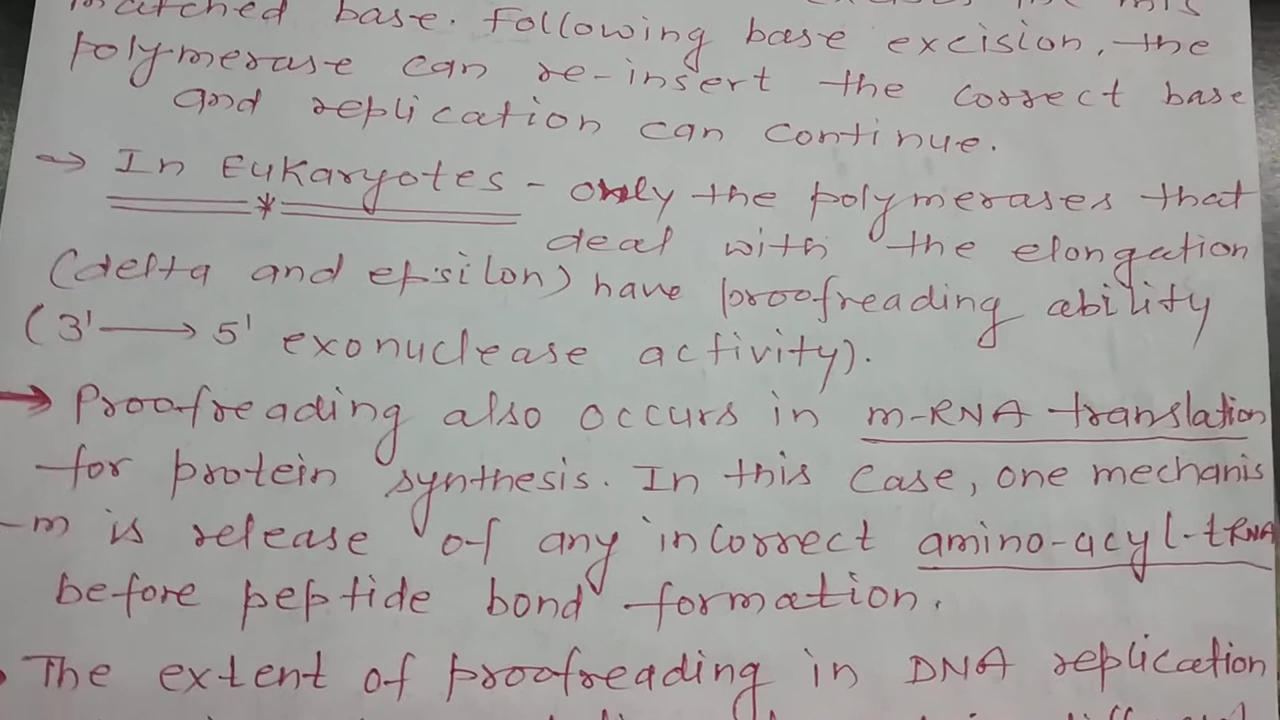 matched base. Following base excision, the
polymerase can re-insert the correct base
and replication can continue.
→ In Eukaryotes - only the polymerases that
deal with the elongation
(delta and epsilon) have proofreading ability
(3' → 5' exonuclease activity).
→ Proofreading also occurs in m-RNA translation
for protein synthesis. In this case, one mechanis
-m is release of any incorrect amino-acyl-tRNA
before peptide bond formation.
The extent of proofreading in DNA replication